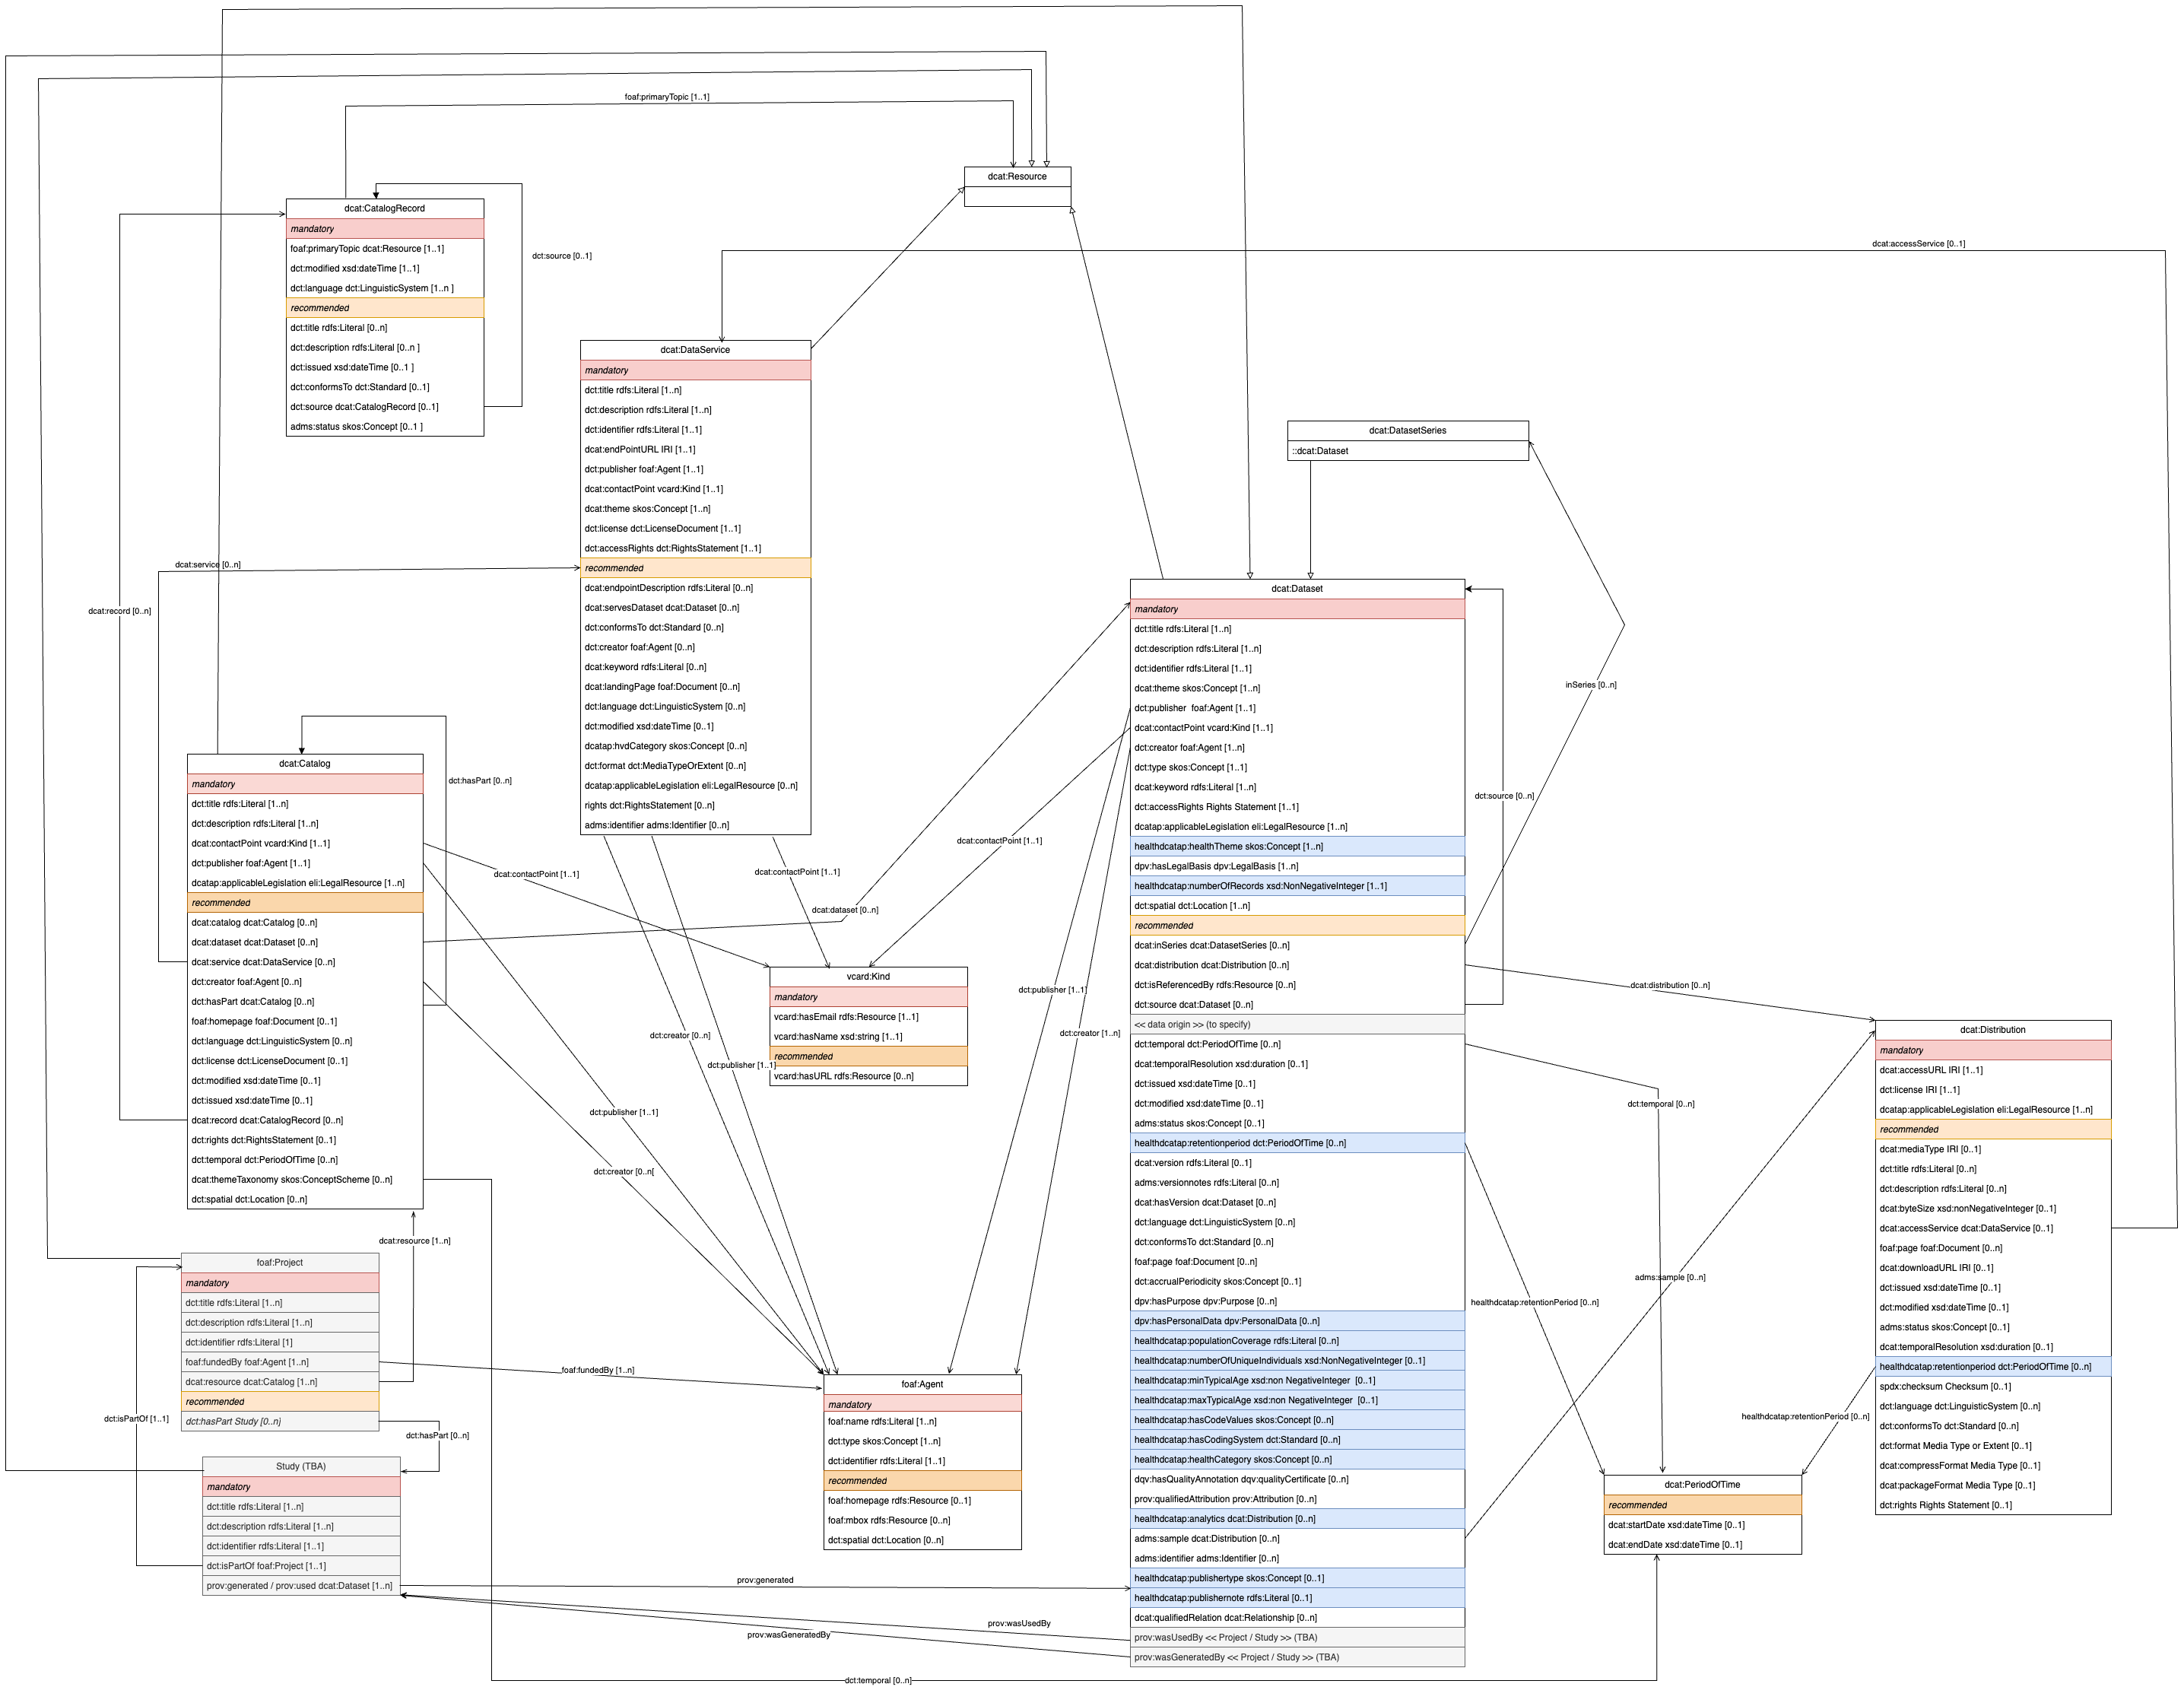 foaf:primaryTopic [1..1]
dcat:Resource
dcat:CatalogRecord
mandatory
foaf:primaryTopic dcat:Resource [1..1]
dct:modified xsd:dateTime [1..1]
dct:language dct:LinguisticSystem [1..n ]
recommended
dct:title rdfs:Literal [0..n]
dct:description rdfs:Literal [0..n ]
dct:issued xsd:dateTime [0..1 ]
dct:conformsTo dct:Standard [0..1]
dct:source dcat:CatalogRecord [0..1]
adms:status skos:Concept [0..1 ]
dct:source [0..1]
dcat:accessService [0..1]
dcat:DataService
mandatory
dct:title rdfs:Literal [1..n]
dct:description rdfs:Literal [1..n]
dct:identifier rdfs:Literal [1..1]
dcat:endPointURL IRI [1..1]
dct:publisher foaf:Agent [1..1]
dcat:contactPoint vcard:Kind [1..1]
dcat:theme skos:Concept [1..n]
dct:license dct:LicenseDocument [1..1]
dct:accessRights dct:RightsStatement [1..1]
recommended
dcat:endpointDescription rdfs:Literal [0..n]
dcat:servesDataset dcat:Dataset [0..n]
dct:conformsTo dct:Standard [0..n]
dct:creator foaf:Agent [0..n]
dcat:keyword rdfs:Literal [0..n]
dcat:landingPage foaf:Document [0..n]
dct:language dct:LinguisticSystem [0..n]
dct:modified xsd:dateTime [0..1]
dcatap:hvdCategory skos:Concept [0..n]
dct:format dct:MediaTypeOrExtent [0..n]
dcatap:applicableLegislation eli:LegalResource [0..n]
rights dct:RightsStatement [0..n]
adms:identifier adms:Identifier [0..n]
dcat:DatasetSeries
::dcat:Dataset
dcat:service [0..n]
dcat:record [0..n]
inSeries [0..n]
dct:source [0..n]
dct:hasPart [0..n]
dcat:Catalog
mandatory
dct:title rdfs:Literal [1..n]
dct:description rdfs:Literal [1..n]
dcat:contactPoint vcard:Kind [1..1]
dct:publisher foaf:Agent [1..1]
dcatap:applicableLegislation eli:LegalResource [1..n]
recommended
dcat:catalog dcat:Catalog [0..n]
dcat:dataset dcat:Dataset [0..n]
dcat:service dcat:DataService [0..n]
dct:creator foaf:Agent [0..n]
dct:hasPart dcat:Catalog [0..n]
foaf:homepage foaf:Document [0..1]
dct:language dct:LinguisticSystem [0..n]
dct:license dct:LicenseDocument [0..1]
dct:modified xsd:dateTime [0..1]
dct:issued xsd:dateTime [0..1]
dcat:record dcat:CatalogRecord [0..n]
dct:rights dct:RightsStatement [0..1]
dct:temporal dct:PeriodOfTime [0..n]
dcat:themeTaxonomy skos:ConceptScheme [0..n]
dct:spatial dct:Location [0..n]
dcat:Dataset
mandatory
dct:title rdfs:Literal [1..n]
dct:description rdfs:Literal [1..n]
dct:identifier rdfs:Literal [1..1]
dcat:theme skos:Concept [1..n]
dct:publisher  foaf:Agent [1..1]
dcat:contactPoint vcard:Kind [1..1]
dct:creator foaf:Agent [1..n]
dct:type skos:Concept [1..1]
dcat:keyword rdfs:Literal [1..n]
dct:accessRights Rights Statement [1..1]
dcatap:applicableLegislation eli:LegalResource [1..n]
healthdcatap:healthTheme skos:Concept [1..n]
dpv:hasLegalBasis dpv:LegalBasis [1..n]
healthdcatap:numberOfRecords xsd:NonNegativeInteger [1..1]
dct:spatial dct:Location [1..n]
recommended
dcat:inSeries dcat:DatasetSeries [0..n]
dcat:distribution dcat:Distribution [0..n]
dct:isReferencedBy rdfs:Resource [0..n]
dct:source dcat:Dataset [0..n]
<< data origin >> (to specify)
dct:temporal dct:PeriodOfTime [0..n]
dcat:temporalResolution xsd:duration [0..1]
dct:issued xsd:dateTime [0..1]
dct:modified xsd:dateTime [0..1]
adms:status skos:Concept [0..1]
healthdcatap:retentionperiod dct:PeriodOfTime [0..n]
dcat:version rdfs:Literal [0..1]
adms:versionnotes rdfs:Literal [0..n]
dcat:hasVersion dcat:Dataset [0..n]
dct:language dct:LinguisticSystem [0..n]
dct:conformsTo dct:Standard [0..n]
foaf:page foaf:Document [0..n]
dct:accrualPeriodicity skos:Concept [0..1]
dpv:hasPurpose dpv:Purpose [0..n]
dpv:hasPersonalData dpv:PersonalData [0..n]
healthdcatap:populationCoverage rdfs:Literal [0..n]
healthdcatap:numberOfUniqueIndividuals xsd:NonNegativeInteger [0..1]
healthdcatap:minTypicalAge xsd:non NegativeInteger  [0..1]
healthdcatap:maxTypicalAge xsd:non NegativeInteger  [0..1]
healthdcatap:hasCodeValues skos:Concept [0..n]
healthdcatap:hasCodingSystem dct:Standard [0..n]
healthdcatap:healthCategory skos:Concept [0..n]
dqv:hasQualityAnnotation dqv:qualityCertificate [0..n]
prov:qualifiedAttribution prov:Attribution [0..n]
healthdcatap:analytics dcat:Distribution [0..n]
adms:sample dcat:Distribution [0..n]
adms:identifier adms:Identifier [0..n]
healthdcatap:publishertype skos:Concept [0..1]
healthdcatap:publishernote rdfs:Literal [0..1]
dcat:qualifiedRelation dcat:Relationship [0..n]
prov:wasUsedBy << Project / Study >> (TBA)
prov:wasGeneratedBy << Project / Study >> (TBA)
dcat:contactPoint [1..1]
dcat:contactPoint [1..1]
dcat:contactPoint [1..1]
dcat:dataset [0..n]
vcard:Kind
mandatory
vcard:hasEmail rdfs:Resource [1..1]
vcard:hasName xsd:string [1..1]
recommended
vcard:hasURL rdfs:Resource [0..n]
dct:publisher [1..1]
dct:creator [1..n]
dct:creator [0..n]
dct:publisher [1..1]
dct:publisher [1..1]
dct:creator [0..n[
dcat:distribution [0..n]
dct:temporal [0..n]
adms:sample [0..n]
healthdcatap:retentionPeriod [0..n]
healthdcatap:retentionPeriod [0..n]
dcat:Distribution
mandatory
dcat:accessURL IRI [1..1]
dct:license IRI [1..1]
dcatap:applicableLegislation eli:LegalResource [1..n]
recommended
dcat:mediaType IRI [0..1]
dct:title rdfs:Literal [0..n]
dct:description rdfs:Literal [0..n]
dcat:byteSize xsd:nonNegativeInteger [0..1]
dcat:accessService dcat:DataService [0..1]
foaf:page foaf:Document [0..n]
dcat:downloadURL IRI [0..1]
dct:issued xsd:dateTime [0..1]
dct:modified xsd:dateTime [0..1]
adms:status skos:Concept [0..1]
dcat:temporalResolution xsd:duration [0..1]
healthdcatap:retentionperiod dct:PeriodOfTime [0..n]
spdx:checksum Checksum [0..1]
dct:language dct:LinguisticSystem [0..n]
dct:conformsTo dct:Standard [0..n]
dct:format Media Type or Extent [0..1]
dcat:compressFormat Media Type [0..1]
dcat:packageFormat Media Type [0..1]
dct:rights Rights Statement [0..1]
dcat:resource [1..n]
foaf:Project
mandatory
dct:title rdfs:Literal [1..n]
dct:description rdfs:Literal [1..n]
dct:identifier rdfs:Literal [1]
foaf:fundedBy foaf:Agent [1..n]
dcat:resource dcat:Catalog [1..n]
recommended
dct:hasPart Study [0..n]
foaf:fundedBy [1..n]
dct:isPartOf [1..1]
dct:hasPart [0..n]
foaf:Agent
mandatory
foaf:name rdfs:Literal [1..n]
dct:type skos:Concept [1..n]
dct:identifier rdfs:Literal [1..1]
recommended
foaf:homepage rdfs:Resource [0..1]
foaf:mbox rdfs:Resource [0..n]
dct:spatial dct:Location [0..n]
Study (TBA)
mandatory
dct:title rdfs:Literal [1..n]
dct:description rdfs:Literal [1..n]
dct:identifier rdfs:Literal [1..1]
dct:isPartOf foaf:Project [1..1]
prov:generated / prov:used dcat:Dataset [1..n]
dcat:PeriodOfTime
recommended
dcat:startDate xsd:dateTime [0..1]
dcat:endDate xsd:dateTime [0..1]
prov:generated
prov:wasUsedBy
prov:wasGeneratedBy
dct:temporal [0..n]